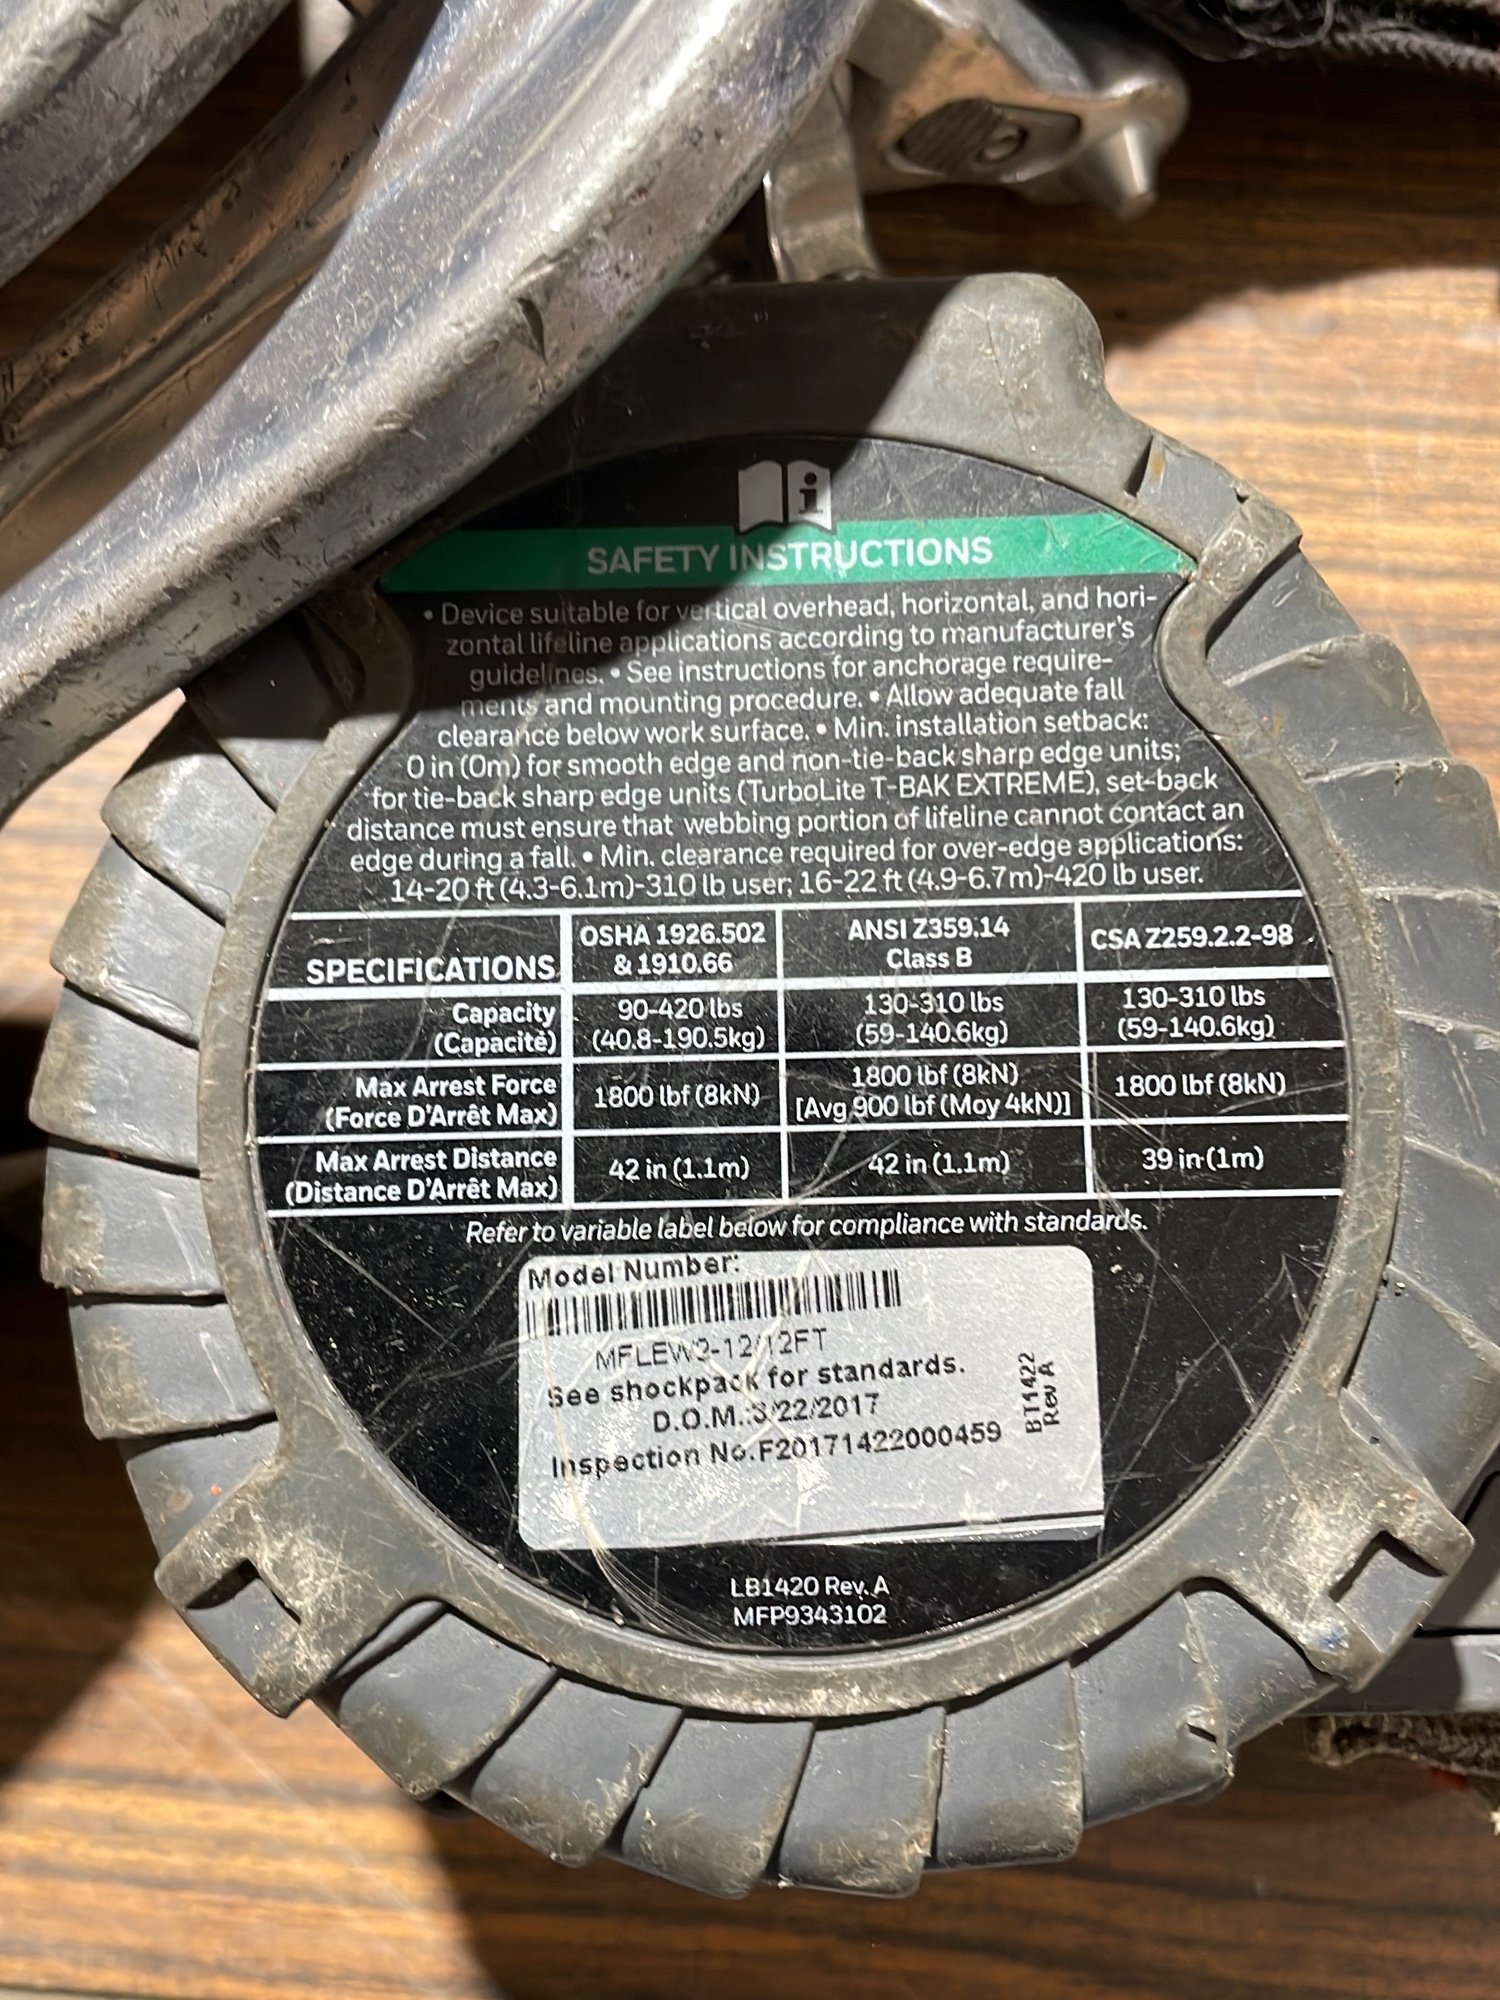 SAFETY INSTRUCTIONS
• Device suitable for vertical overhead, horizontal, and hori-
zontal lifeline applications according to manufacturer's
guidelines. • See instructions for anchorage require-
ments and mounting procedure. • Allow adequate fall
clearance below work surface. • Min. installation setback:
0 in (0m) for smooth edge and non-tie-back sharp edge units;
for tie-back sharp edge units (TurboLite T-BAK EXTREME), set-back
distance must ensure that webbing portion of lifeline cannot contact an
edge during a fall. • Min. clearance required for over-edge applications:
14-20 ft (4.3-6.1m)-310 lb user; 16-22 ft (4.9-6.7m)-420 lb user.
SPECIFICATIONS
OSHA 1926.502
& 1910.66
ANSI Z359.14
Class B
CSA Z259.2.2-98
Capacity
(Capacité)
90-420 lbs
(40.8-190.5kg)
130-310 lbs
(59-140.6kg)
130-310 lbs
(59-140.6kg)
Max Arrest Force
(Force D'Arrêt Max)
1800 lbf (8kN)
1800 lbf (8kN)
[Avg 900 lbf (Moy 4kN)]
1800 lbf (8kN)
Max Arrest Distance
(Distance D'Arrêt Max)
42 in (1.1m)
42 in (1.1m)
39 in (1m)
Refer to variable label below for compliance with standards.
Model Number:
MFLEW2-12/12FT
See shockpack for standards.
D.O.M.:3/22/2017
Inspection No.F20171422000459
BT1422
Rev A
LB1420 Rev. A
MFP9343102